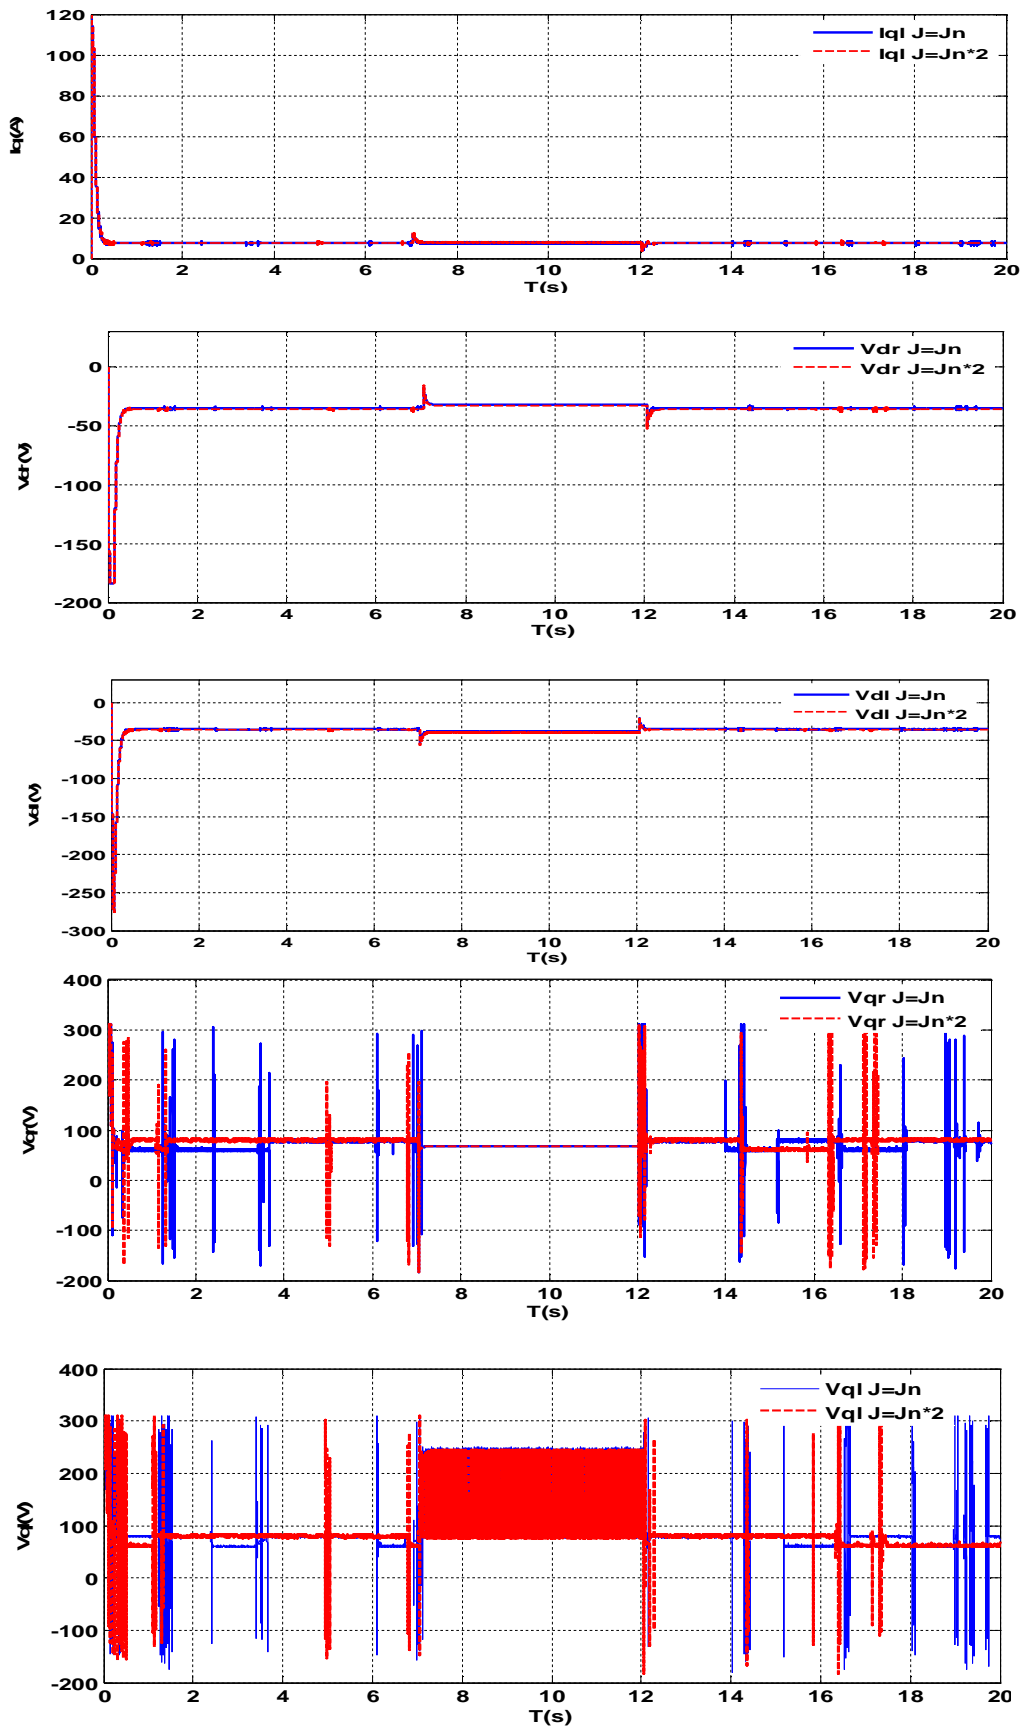 120
100
80
60
40
20
0
Iq(A)
Iql J=Jn
Iql J=Jn*2
0 2 4 6 8 10 12 14 16 18 20
T(s)
0
-50
-100
-150
-200
Vdr(V)
Vdr J=Jn
Vdr J=Jn*2
0 2 4 6 8 10 12 14 16 18 20
T(s)
0
-50
-100
-150
-200
-250
-300
Vdl(V)
Vdl J=Jn
Vdl J=Jn*2
0 2 4 6 8 10 12 14 16 18 20
T(s)
400
300
200
100
0
-100
-200
Vqr(V)
Vqr J=Jn
Vqr J=Jn*2
0 2 4 6 8 10 12 14 16 18 20
T(s)
400
300
200
100
0
-100
-200
Vql(V)
Vql J=Jn
Vql J=Jn*2
0 2 4 6 8 10 12 14 16 18 20
T(s)